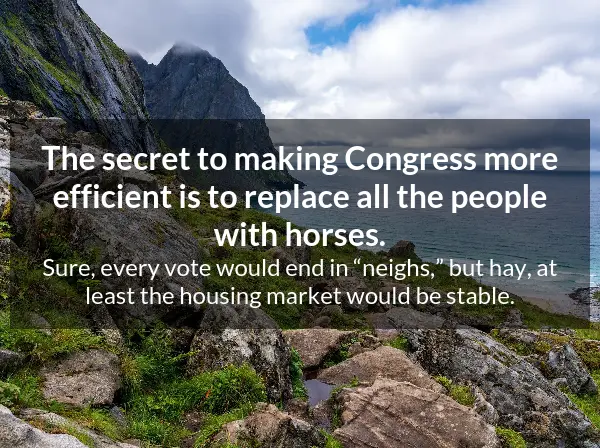 The secret to making Congress more
efficient is to replace all the people
with horses.
Sure, every vote would end in “neighs,” but hay, at
least the housing market would be stable.